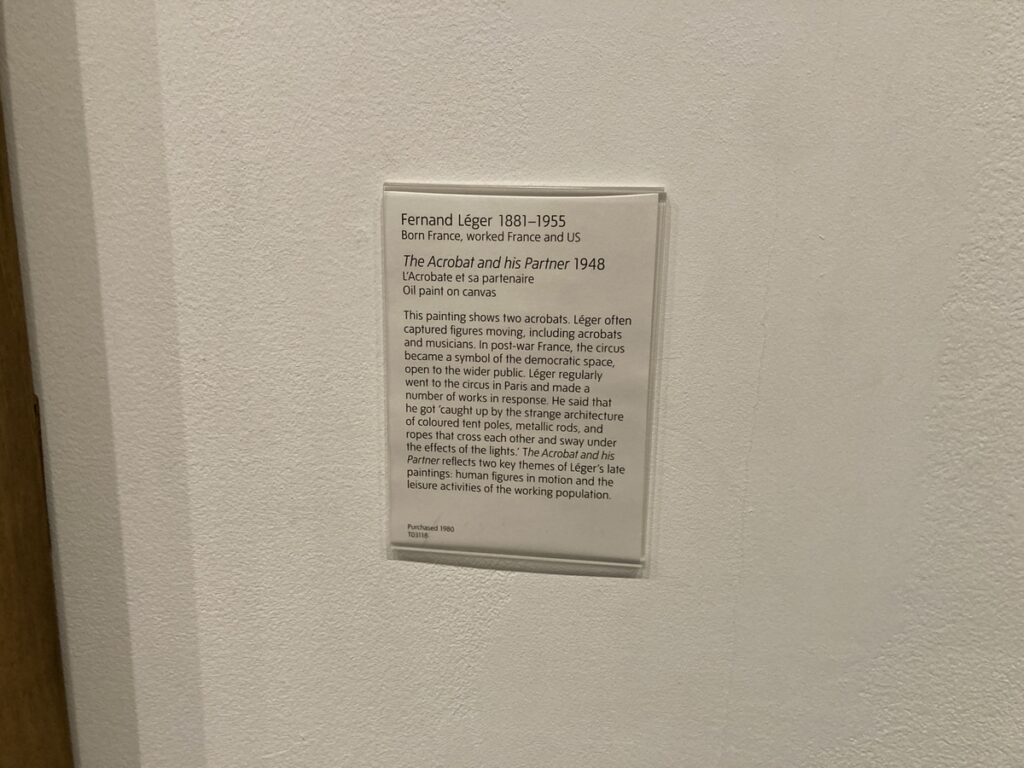 Fernand Léger 1881–1955
Born France, worked France and US
The Acrobat and his Partner 1948
L'Acrobate et sa partenaire
Oil paint on canvas
This painting shows two acrobats. Léger often
captured figures moving, including acrobats
and musicians. In post-war France, the circus
became a symbol of the democratic space,
open to the wider public. Léger regularly
went to the circus in Paris and made a
number of works in response. He said that
he got ‘caught up by the strange architecture
of coloured tent poles, metallic rods, and
ropes that cross each other and sway under
the effects of the lights.’ The Acrobat and his
Partner reflects two key themes of Léger's late
paintings: human figures in motion and the
leisure activities of the working population.
Purchased 1980
T03118